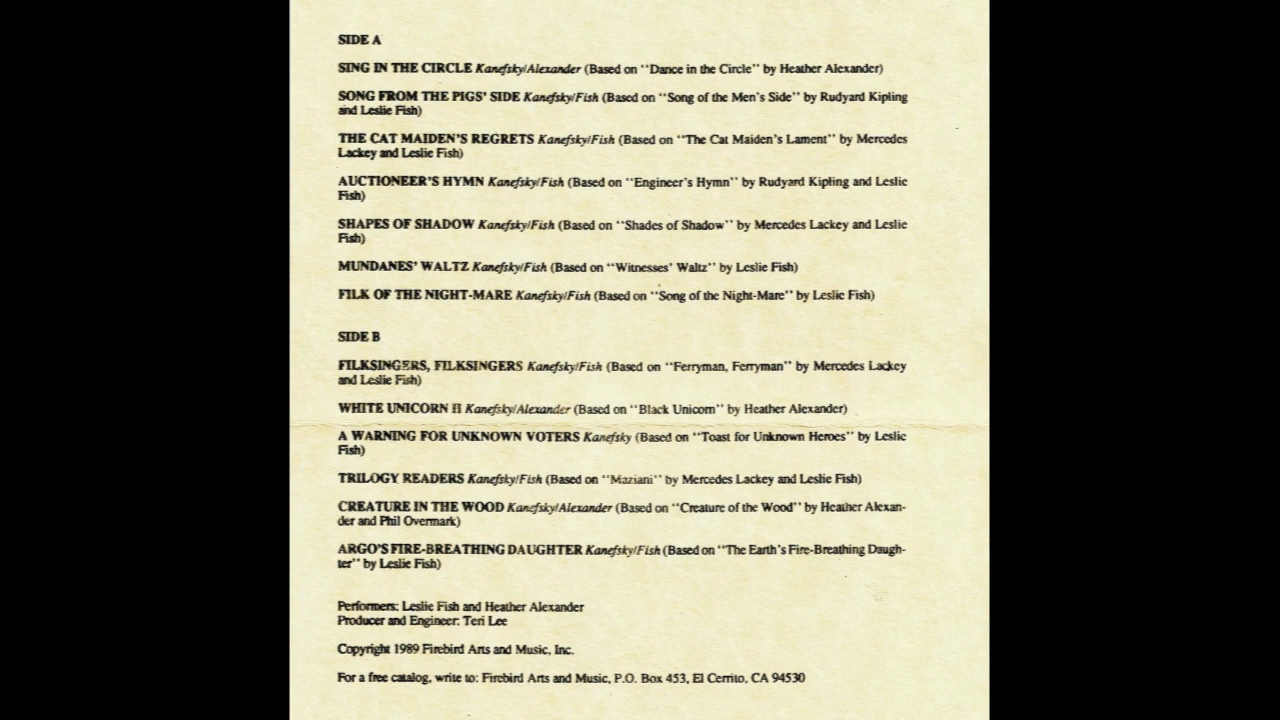 SIDE A
SING IN THE CIRCLE Kanefsky/Alexander (Based on "Dance in the Circle" by Heather Alexander)
SONG FROM THE PIGS' SIDE Kanefsky/Fish (Based on "Song of the Men's Side" by Rudyard Kipling
and Leslie Fish)
THE CAT MAIDEN'S REGRETS Kanefsky/Fish (Based on "The Cat Maiden's Lament" by Mercedes
Lackey and Leslie Fish)
AUCTIONEER'S HYMN Kanefsky/Fish (Based on "Engineer's Hymn" by Rudyard Kipling and Leslie
Fish)
SHAPES OF SHADOW Kanefsky/Fish (Based on "Shades of Shadow" by Mercedes Lackey and Leslie
Fish)
MUNDANES' WALTZ Kanefsky/Fish (Based on "Witnesses' Waltz" by Leslie Fish)
FILK OF THE NIGHT-MARE Kanefsky/Fish (Based on "Song of the Night-Mare" by Leslie Fish)
SIDE B
FILKSINGERS, FILKSINGERS Kanefsky/Fish (Based on "Ferryman, Ferryman" by Mercedes Lackey
and Leslie Fish)
WHITE UNICORN II Kanefsky/Alexander (Based on "Black Unicorn" by Heather Alexander)
A WARNING FOR UNKNOWN VOTERS Kanefsky (Based on "Toast for Unknown Heroes" by Leslie
Fish)
TRILOGY READERS Kanefsky/Fish (Based on "Maziani" by Mercedes Lackey and Leslie Fish)
CREATURE IN THE WOOD Kanefsky/Alexander (Based on "Creature of the Wood" by Heather Alexan-
der and Phil Overmark)
ARGO'S FIRE-BREATHING DAUGHTER Kanefsky/Fish (Based on "The Earth's Fire-Breathing Daugh-
ter" by Leslie Fish)
Performers: Leslie Fish and Heather Alexander
Producer and Engineer: Teri Lee
Copyright 1989 Firebird Arts and Music, Inc.
For a free catalog, write to: Firebird Arts and Music, P.O. Box 453, El Cerrito, CA 94530